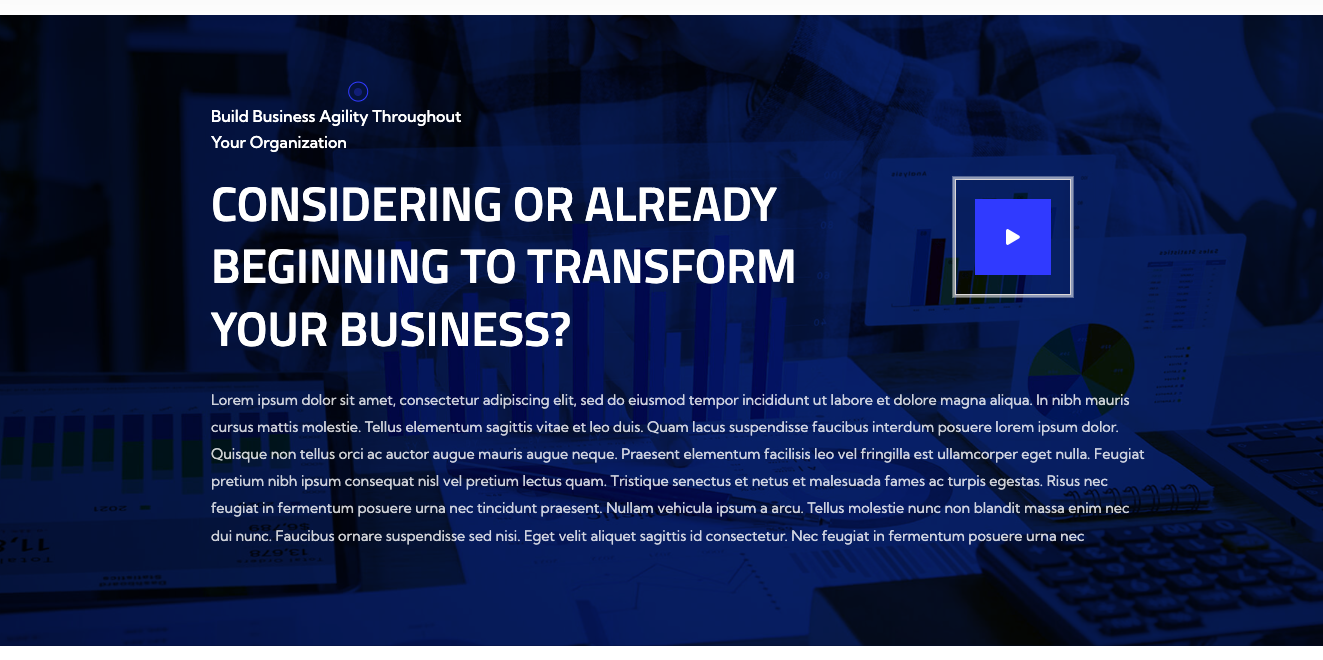 Build Business Agility Throughout
Your Organization
CONSIDERING OR ALREADY
BEGINNING TO TRANSFORM
YOUR BUSINESS?
Lorem ipsum dolor sit amet, consectetur adipiscing elit, sed do eiusmod tempor incididunt ut labore et dolore magna aliqua. In nibh mauris
cursus mattis molestie. Tellus elementum sagittis vitae et leo duis. Quam lacus suspendisse faucibus interdum posuere lorem ipsum dolor.
Quisque non tellus orci ac auctor augue mauris augue neque. Praesent elementum facilisis leo vel fringilla est ullamcorper eget nulla. Feugiat
pretium nibh ipsum consequat nisl vel pretium lectus quam. Tristique senectus et netus et malesuada fames ac turpis egestas. Risus nec
feugiat in fermentum posuere urna nec tincidunt praesent. Nullam vehicula ipsum a arcu. Tellus molestie nunc non blandit massa enim nec
dui nunc. Faucibus ornare suspendisse sed nisi. Eget velit aliquet sagittis id consectetur. Nec feugiat in fermentum posuere urna nec
2021